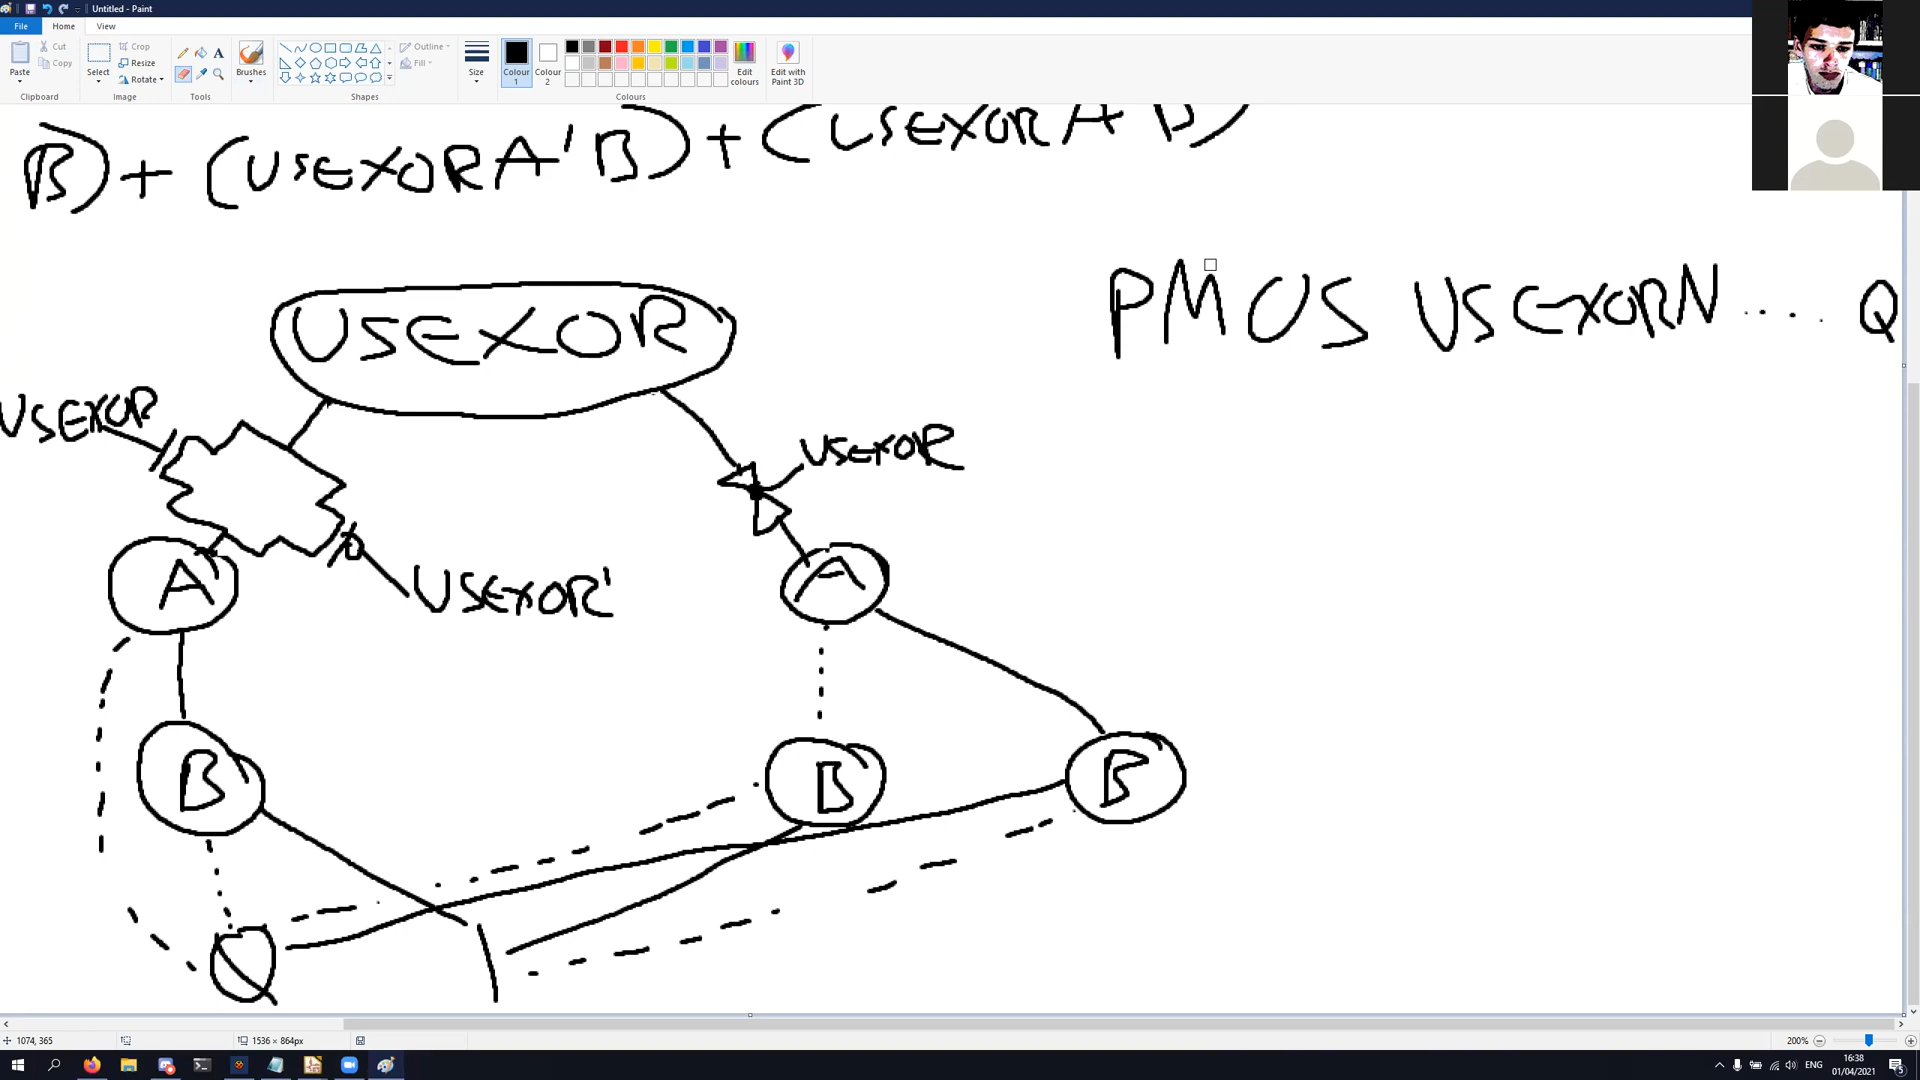 Untitled - Paint
File Home View
Paste
Cut
Copy
Clipboard
Select
Crop
Resize
Rotate
Image
Tools
Brushes
Outline
Fill
Shapes
Size
Colour 1
Colour 2
Edit colours
Edit with Paint 3D
Colours
B) + (USEXOR A' B) + (USEXOR A B)
USEXOR
PMOS USEXORN .... Q
USEXOR
USEXOR
A
USEXOR'
A
B
B
B
1074, 365
1536 × 864px
200%
ENG
16:38
01/04/2021